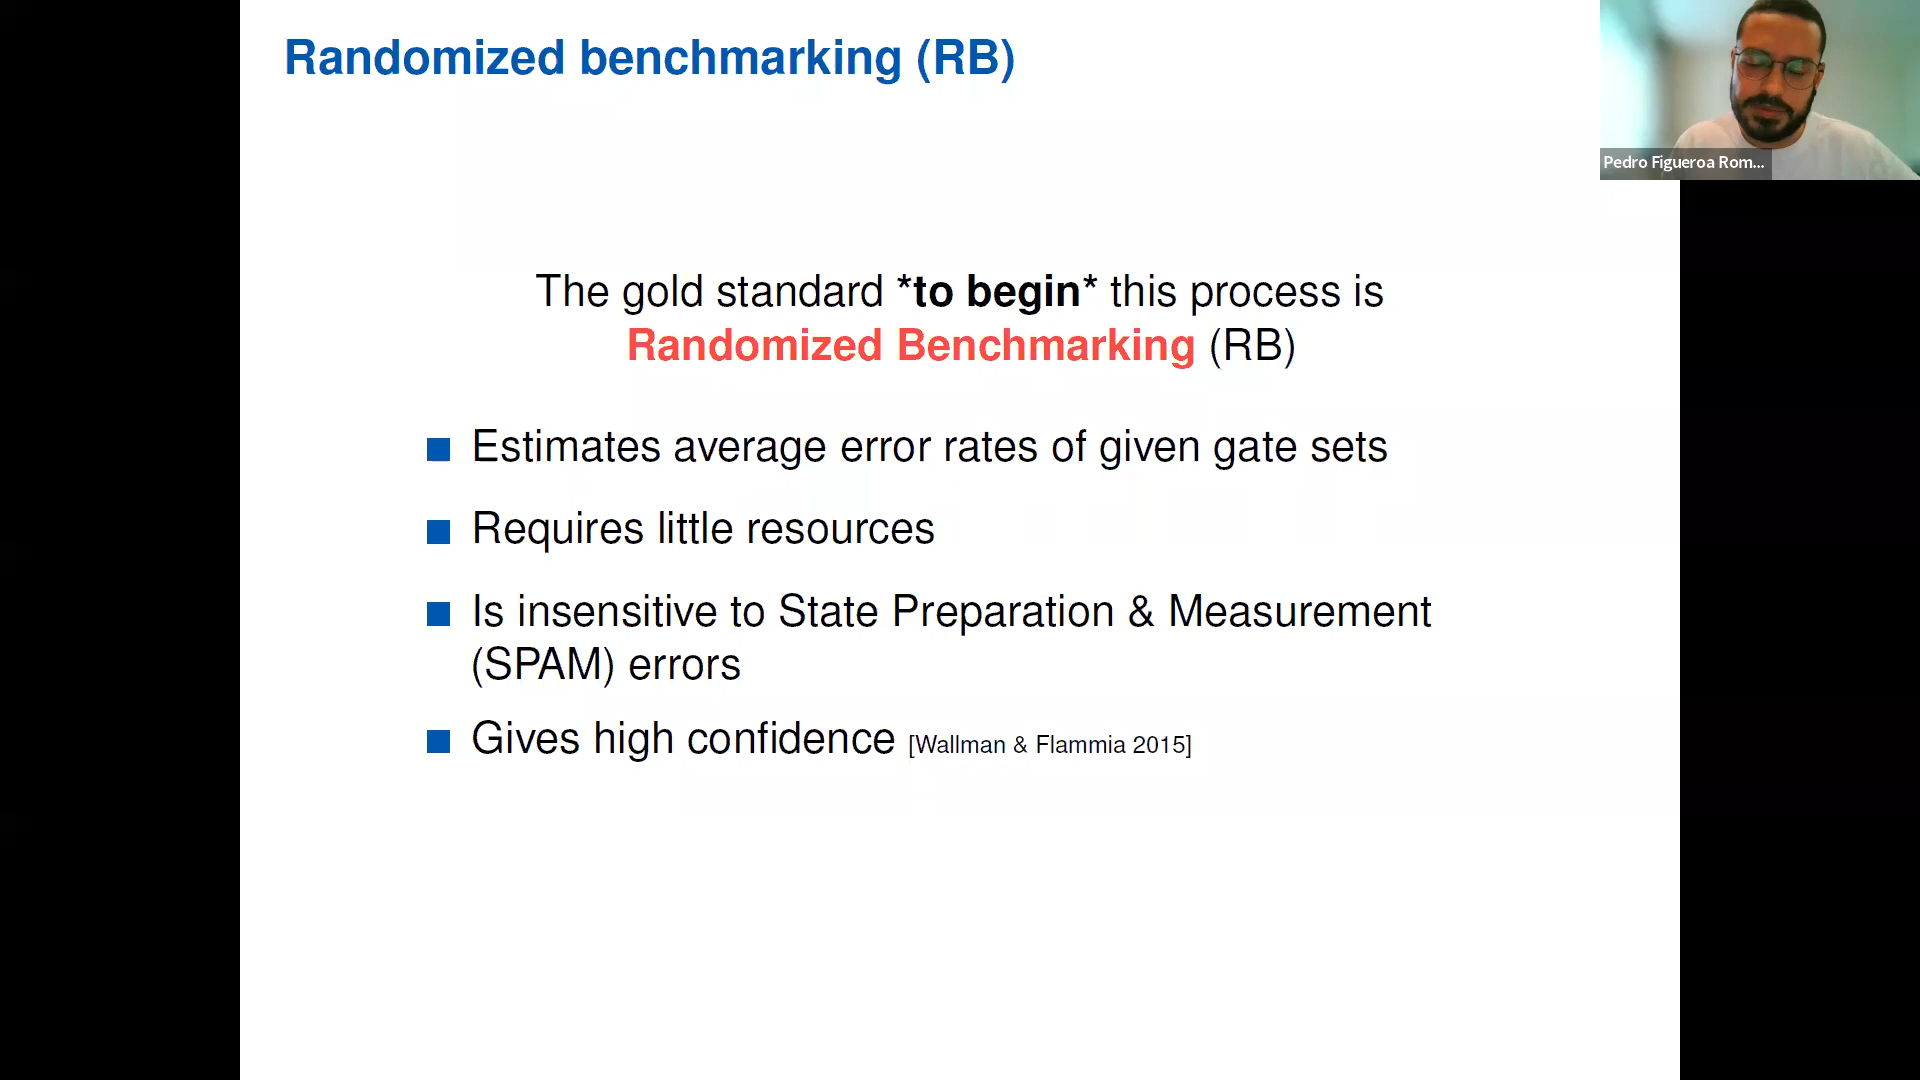 Randomized benchmarking (RB)
Pedro Figueroa Rom...
The gold standard *to begin* this process is
Randomized Benchmarking (RB)
Estimates average error rates of given gate sets
Requires little resources
Is insensitive to State Preparation & Measurement
(SPAM) errors
Gives high confidence [Wallman & Flammia 2015]